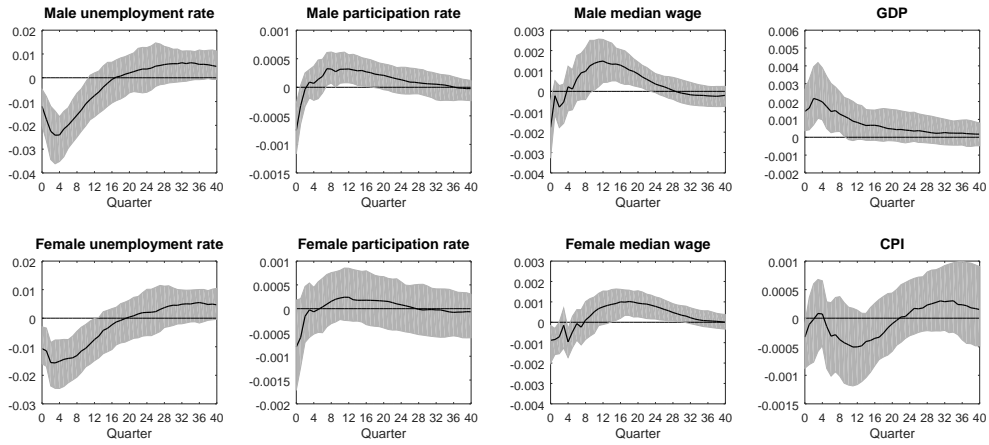 Male unemployment rate
0.02
0.01
0
-0.01
-0.02
-0.03
-0.04
0 4 8 12 16 20 24 28 32 36 40
Quarter
Male participation rate
0.001
0.0005
0
-0.0005
-0.001
-0.0015
0 4 8 12 16 20 24 28 32 36 40
Quarter
Male median wage
0.003
0.002
0.001
0
-0.001
-0.002
-0.003
-0.004
0 4 8 12 16 20 24 28 32 36 40
Quarter
GDP
0.006
0.005
0.004
0.003
0.002
0.001
0
-0.001
-0.002
0 4 8 12 16 20 24 28 32 36 40
Quarter
Female unemployment rate
0.02
0.01
0
-0.01
-0.02
-0.03
0 4 8 12 16 20 24 28 32 36 40
Quarter
Female participation rate
0.001
0.0005
0
-0.0005
-0.001
-0.0015
-0.002
0 4 8 12 16 20 24 28 32 36 40
Quarter
Female median wage
0.003
0.002
0.001
0
-0.001
-0.002
-0.003
-0.004
0 4 8 12 16 20 24 28 32 36 40
Quarter
CPI
0.001
0.0005
0
-0.0005
-0.001
-0.0015
0 4 8 12 16 20 24 28 32 36 40
Quarter